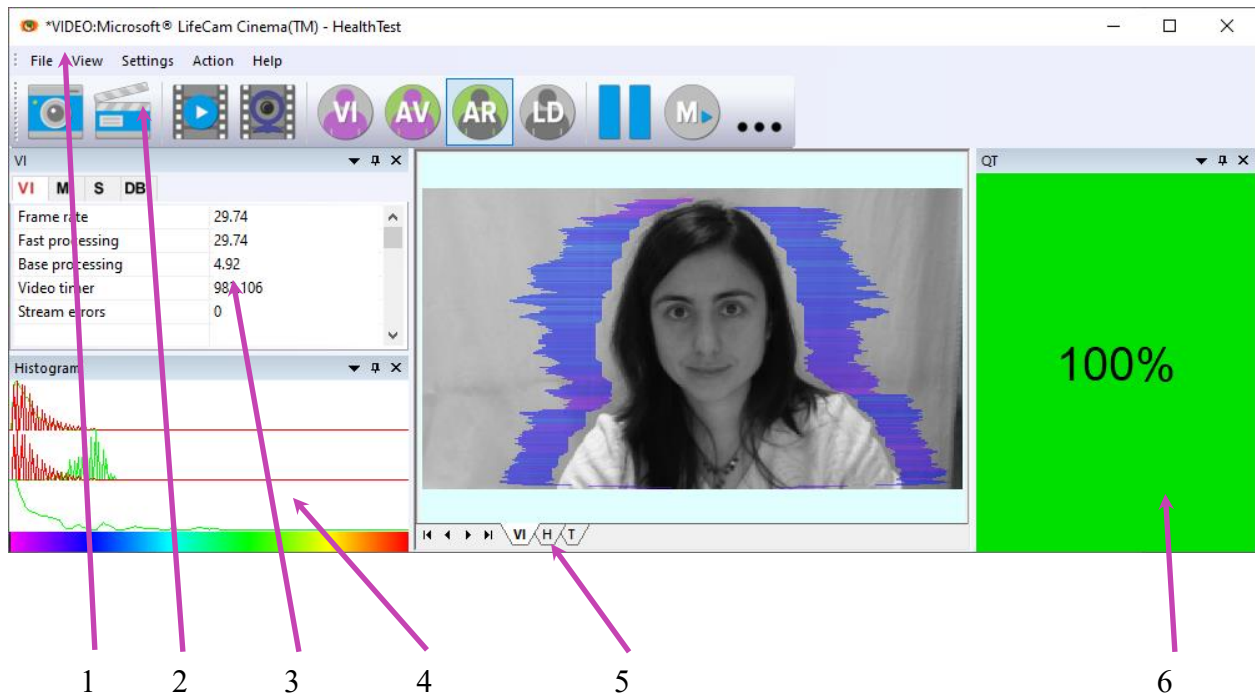 *VIDEO:Microsoft® LifeCam Cinema(TM) - HealthTest
File View Settings Action Help
VI AV AR LD M
VI
QT
VI M S DB
Frame rate 29.74
Fast processing 29.74
Base processing 4.92
Video timer 106
Stream errors 0
Histogram
100%
VI H T
1 2 3 4 5 6